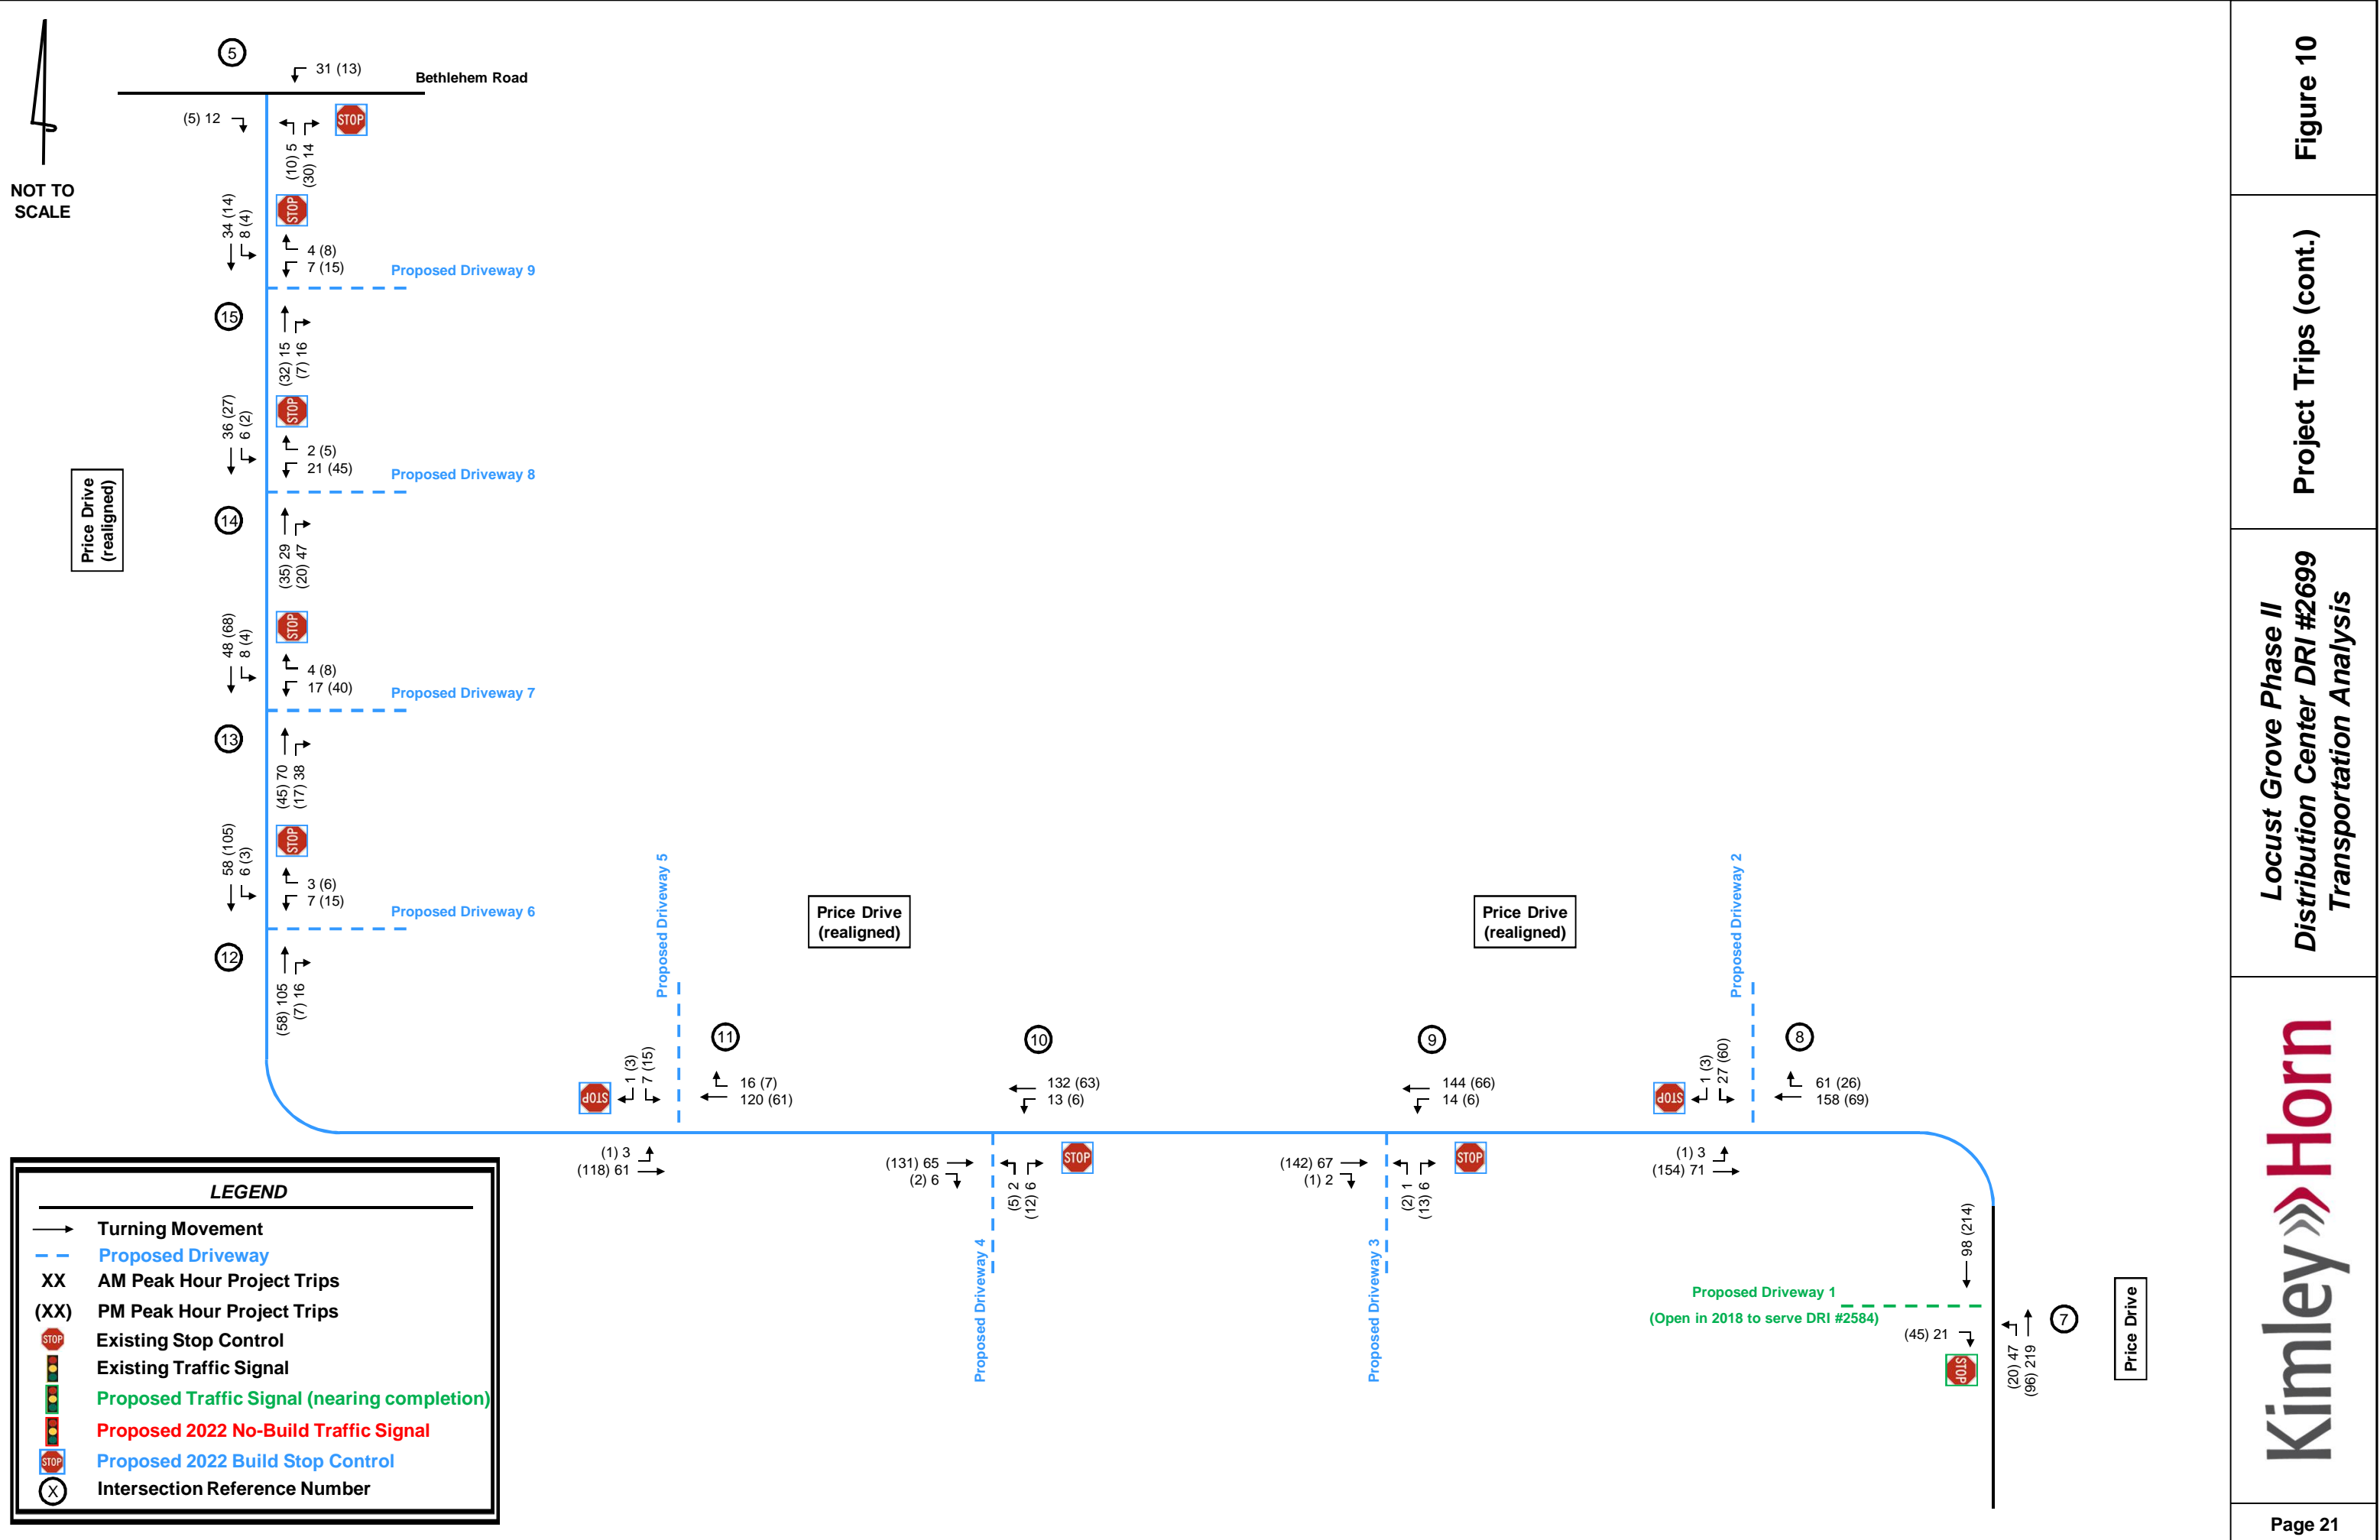 NOT TO
SCALE
5
31 (13)
Bethlehem Road
(5) 12
(10) 5
(30) 14
STOP
34 (14)
8 (4)
STOP
4 (8)
7 (15)
Proposed Driveway 9
15
(32) 15
(7) 16
36 (27)
6 (2)
STOP
2 (5)
21 (45)
Proposed Driveway 8
Price Drive
(realigned)
14
(35) 29
(20) 47
48 (68)
8 (4)
STOP
4 (8)
17 (40)
Proposed Driveway 7
13
(45) 70
(17) 38
58 (105)
6 (3)
STOP
3 (6)
7 (15)
Proposed Driveway 6
12
(58) 105
(7) 16
Proposed Driveway 5
Price Drive
(realigned)
Price Drive
(realigned)
Proposed Driveway 2
11
STOP
1 (3)
7 (15)
16 (7)
120 (61)
(1) 3
(118) 61
10
132 (63)
13 (6)
(131) 65
(2) 6
(5) 2
(12) 6
STOP
Proposed Driveway 4
9
144 (66)
14 (6)
(142) 67
(1) 2
(2) 1
(13) 6
STOP
Proposed Driveway 3
8
STOP
1 (3)
27 (60)
61 (26)
158 (69)
(1) 3
(154) 71
98 (214)
Proposed Driveway 1
(Open in 2018 to serve DRI #2584)
(45) 21
STOP
(20) 47
(96) 219
7
Price Drive
LEGEND
Turning Movement
Proposed Driveway
XX AM Peak Hour Project Trips
(XX) PM Peak Hour Project Trips
STOP Existing Stop Control
Existing Traffic Signal
Proposed Traffic Signal (nearing completion)
Proposed 2022 No-Build Traffic Signal
STOP Proposed 2022 Build Stop Control
X Intersection Reference Number
Figure 10
Project Trips (cont.)
Locust Grove Phase II
Distribution Center DRI #2699
Transportation Analysis
Kimley»Horn
Page 21